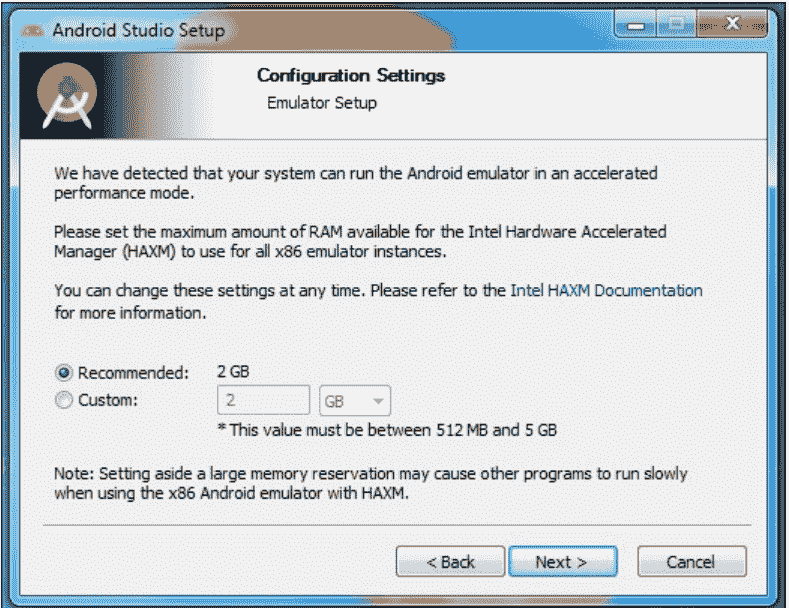 Android Studio Setup
Configuration Settings
Emulator Setup
We have detected that your system can run the Android emulator in an accelerated
performance mode.
Please set the maximum amount of RAM available for the Intel Hardware Accelerated
Manager (HAXM) to use for all x86 emulator instances.
You can change these settings at any time. Please refer to the Intel HAXM Documentation
for more information.
Recommended: 2 GB
Custom: 2 GB
* This value must be between 512 MB and 5 GB
Note: Setting aside a large memory reservation may cause other programs to run slowly
when using the x86 Android emulator with HAXM.
< Back Next > Cancel